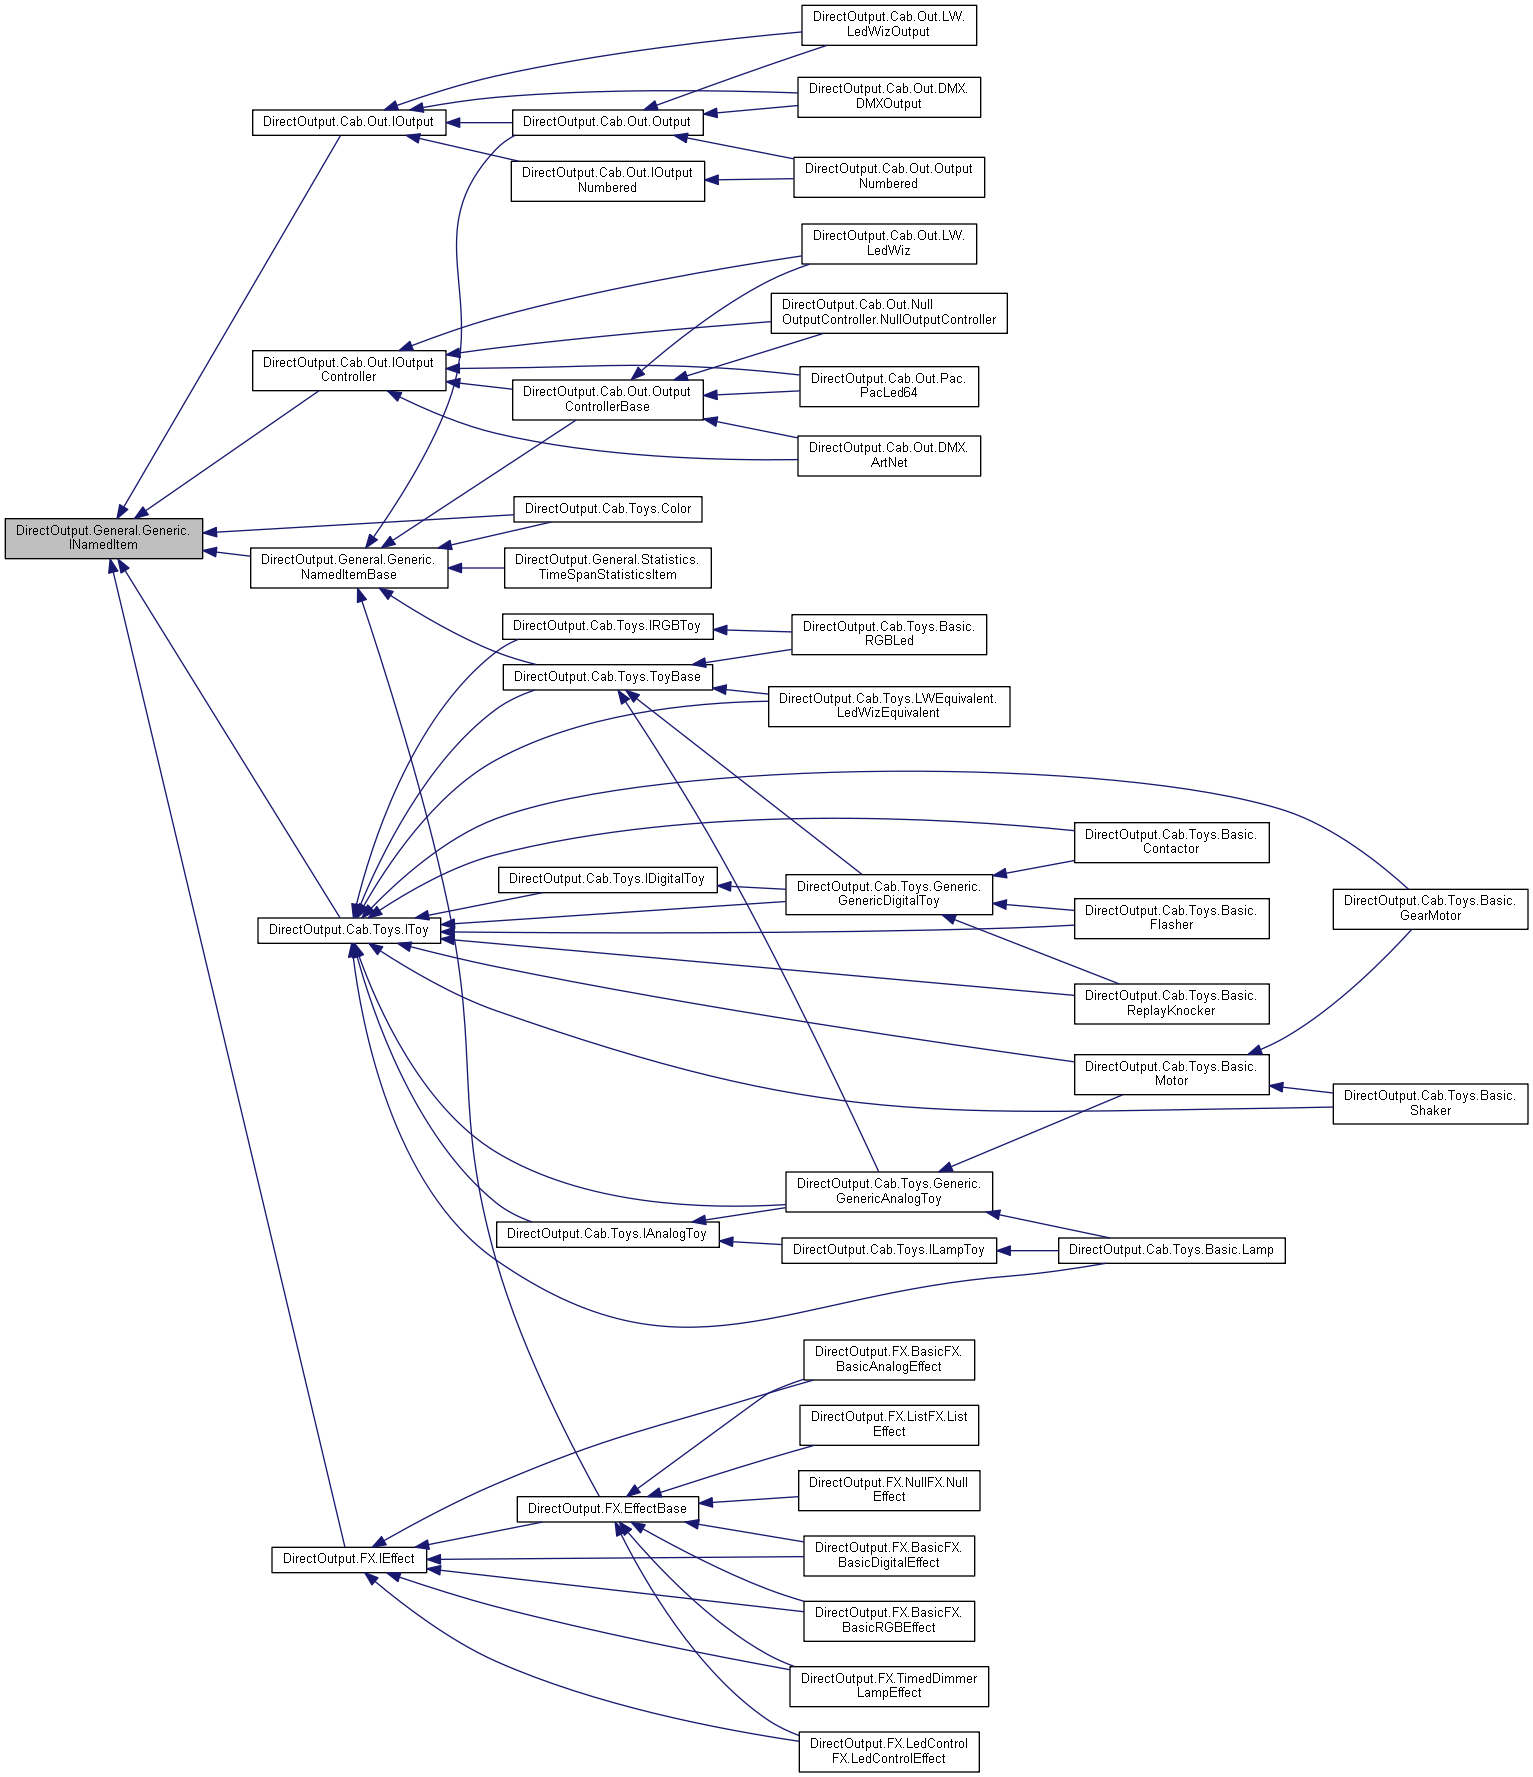 DirectOutput.Cab.Out.LW.
LedWizOutput
DirectOutput.Cab.Out.DMX.
DMXOutput
DirectOutput.Cab.Out.IOutput
DirectOutput.Cab.Out.Output
DirectOutput.Cab.Out.IOutput
Numbered
DirectOutput.Cab.Out.Output
Numbered
DirectOutput.Cab.Out.LW.
LedWiz
DirectOutput.Cab.Out.Null
OutputController.NullOutputController
DirectOutput.Cab.Out.IOutput
Controller
DirectOutput.Cab.Out.Output
ControllerBase
DirectOutput.Cab.Out.Pac.
PacLed64
DirectOutput.Cab.Out.DMX.
ArtNet
DirectOutput.General.Generic.
INamedItem
DirectOutput.Cab.Toys.Color
DirectOutput.General.Generic.
NamedItemBase
DirectOutput.General.Statistics.
TimeSpanStatisticsItem
DirectOutput.Cab.Toys.IRGBToy
DirectOutput.Cab.Toys.Basic.
RGBLed
DirectOutput.Cab.Toys.ToyBase
DirectOutput.Cab.Toys.LWEquivalent.
LedWizEquivalent
DirectOutput.Cab.Toys.Basic.
Contactor
DirectOutput.Cab.Toys.IDigitalToy
DirectOutput.Cab.Toys.Generic.
GenericDigitalToy
DirectOutput.Cab.Toys.Basic.
GearMotor
DirectOutput.Cab.Toys.IToy
DirectOutput.Cab.Toys.Basic.
Flasher
DirectOutput.Cab.Toys.Basic.
ReplayKnocker
DirectOutput.Cab.Toys.Basic.
Motor
DirectOutput.Cab.Toys.Basic.
Shaker
DirectOutput.Cab.Toys.Generic.
GenericAnalogToy
DirectOutput.Cab.Toys.IAnalogToy
DirectOutput.Cab.Toys.ILampToy
DirectOutput.Cab.Toys.Basic.Lamp
DirectOutput.FX.BasicFX.
BasicAnalogEffect
DirectOutput.FX.ListFX.List
Effect
DirectOutput.FX.NullFX.Null
Effect
DirectOutput.FX.EffectBase
DirectOutput.FX.BasicFX.
BasicDigitalEffect
DirectOutput.FX.IEffect
DirectOutput.FX.BasicFX.
BasicRGBEffect
DirectOutput.FX.TimedDimmer
LampEffect
DirectOutput.FX.LedControl
FX.LedControlEffect